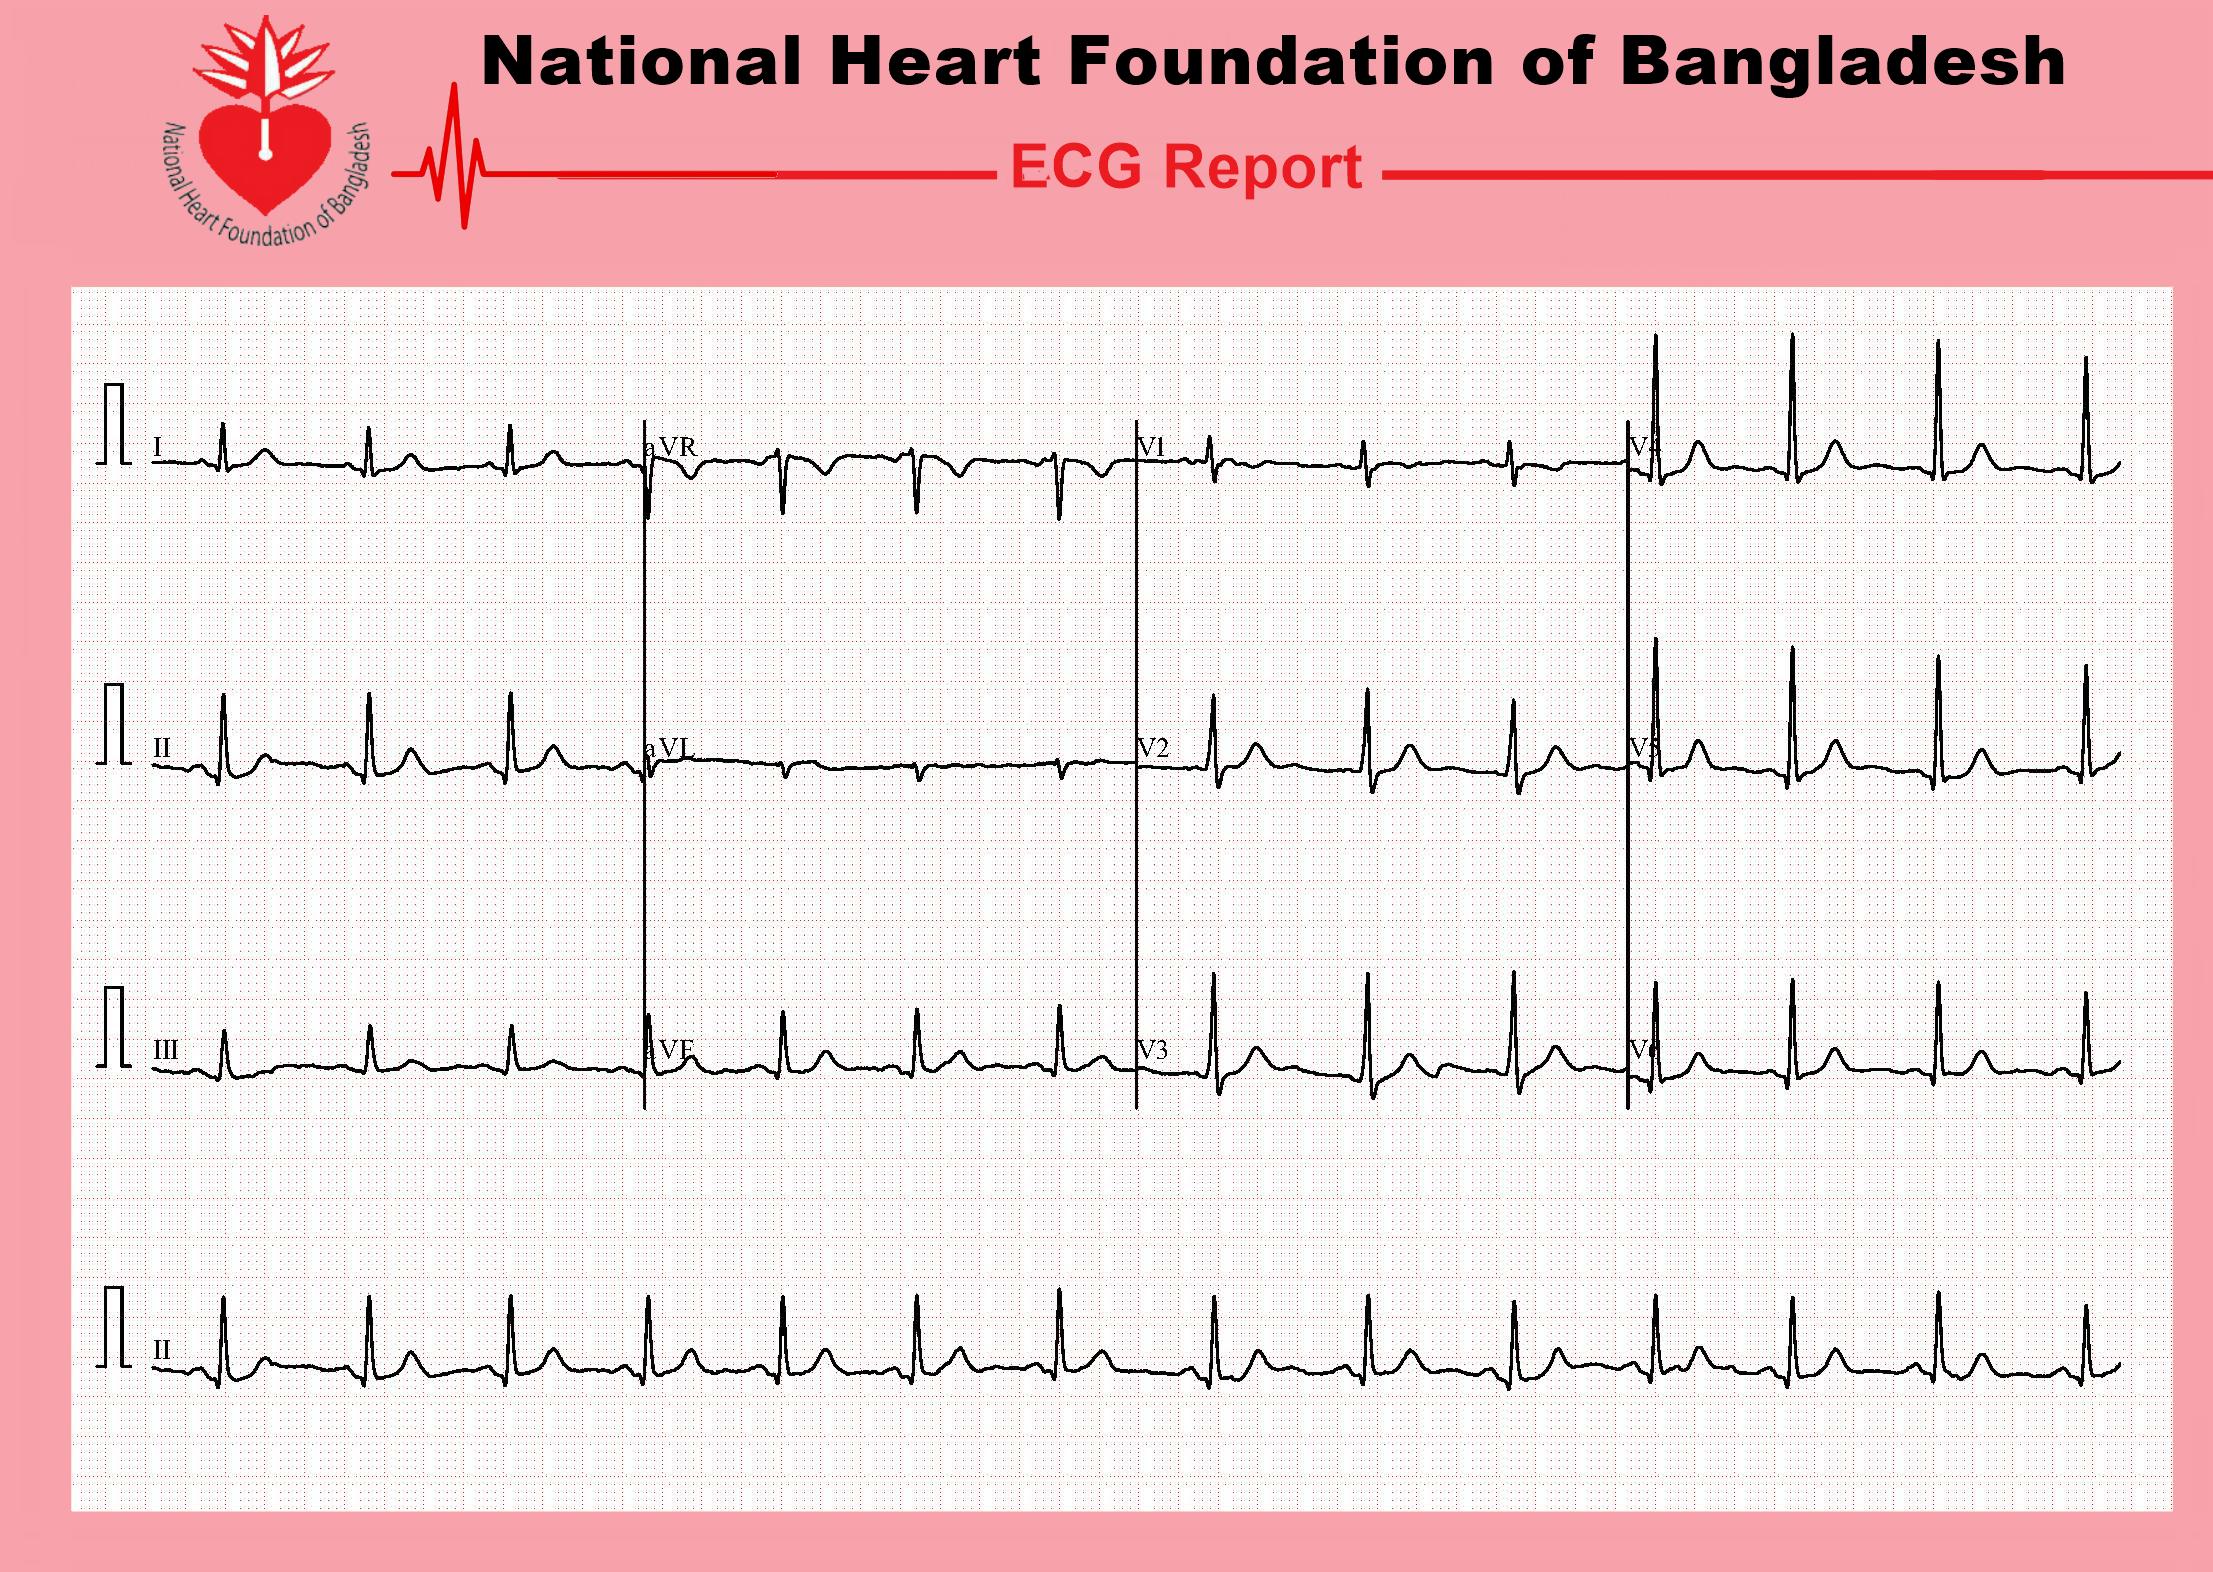 National Heart Foundation of Bangladesh
National Heart Foundation of Bangladesh
ECG Report
I
aVR
V1
V4
II
aVL
V2
V5
III
aVF
V3
V6
II